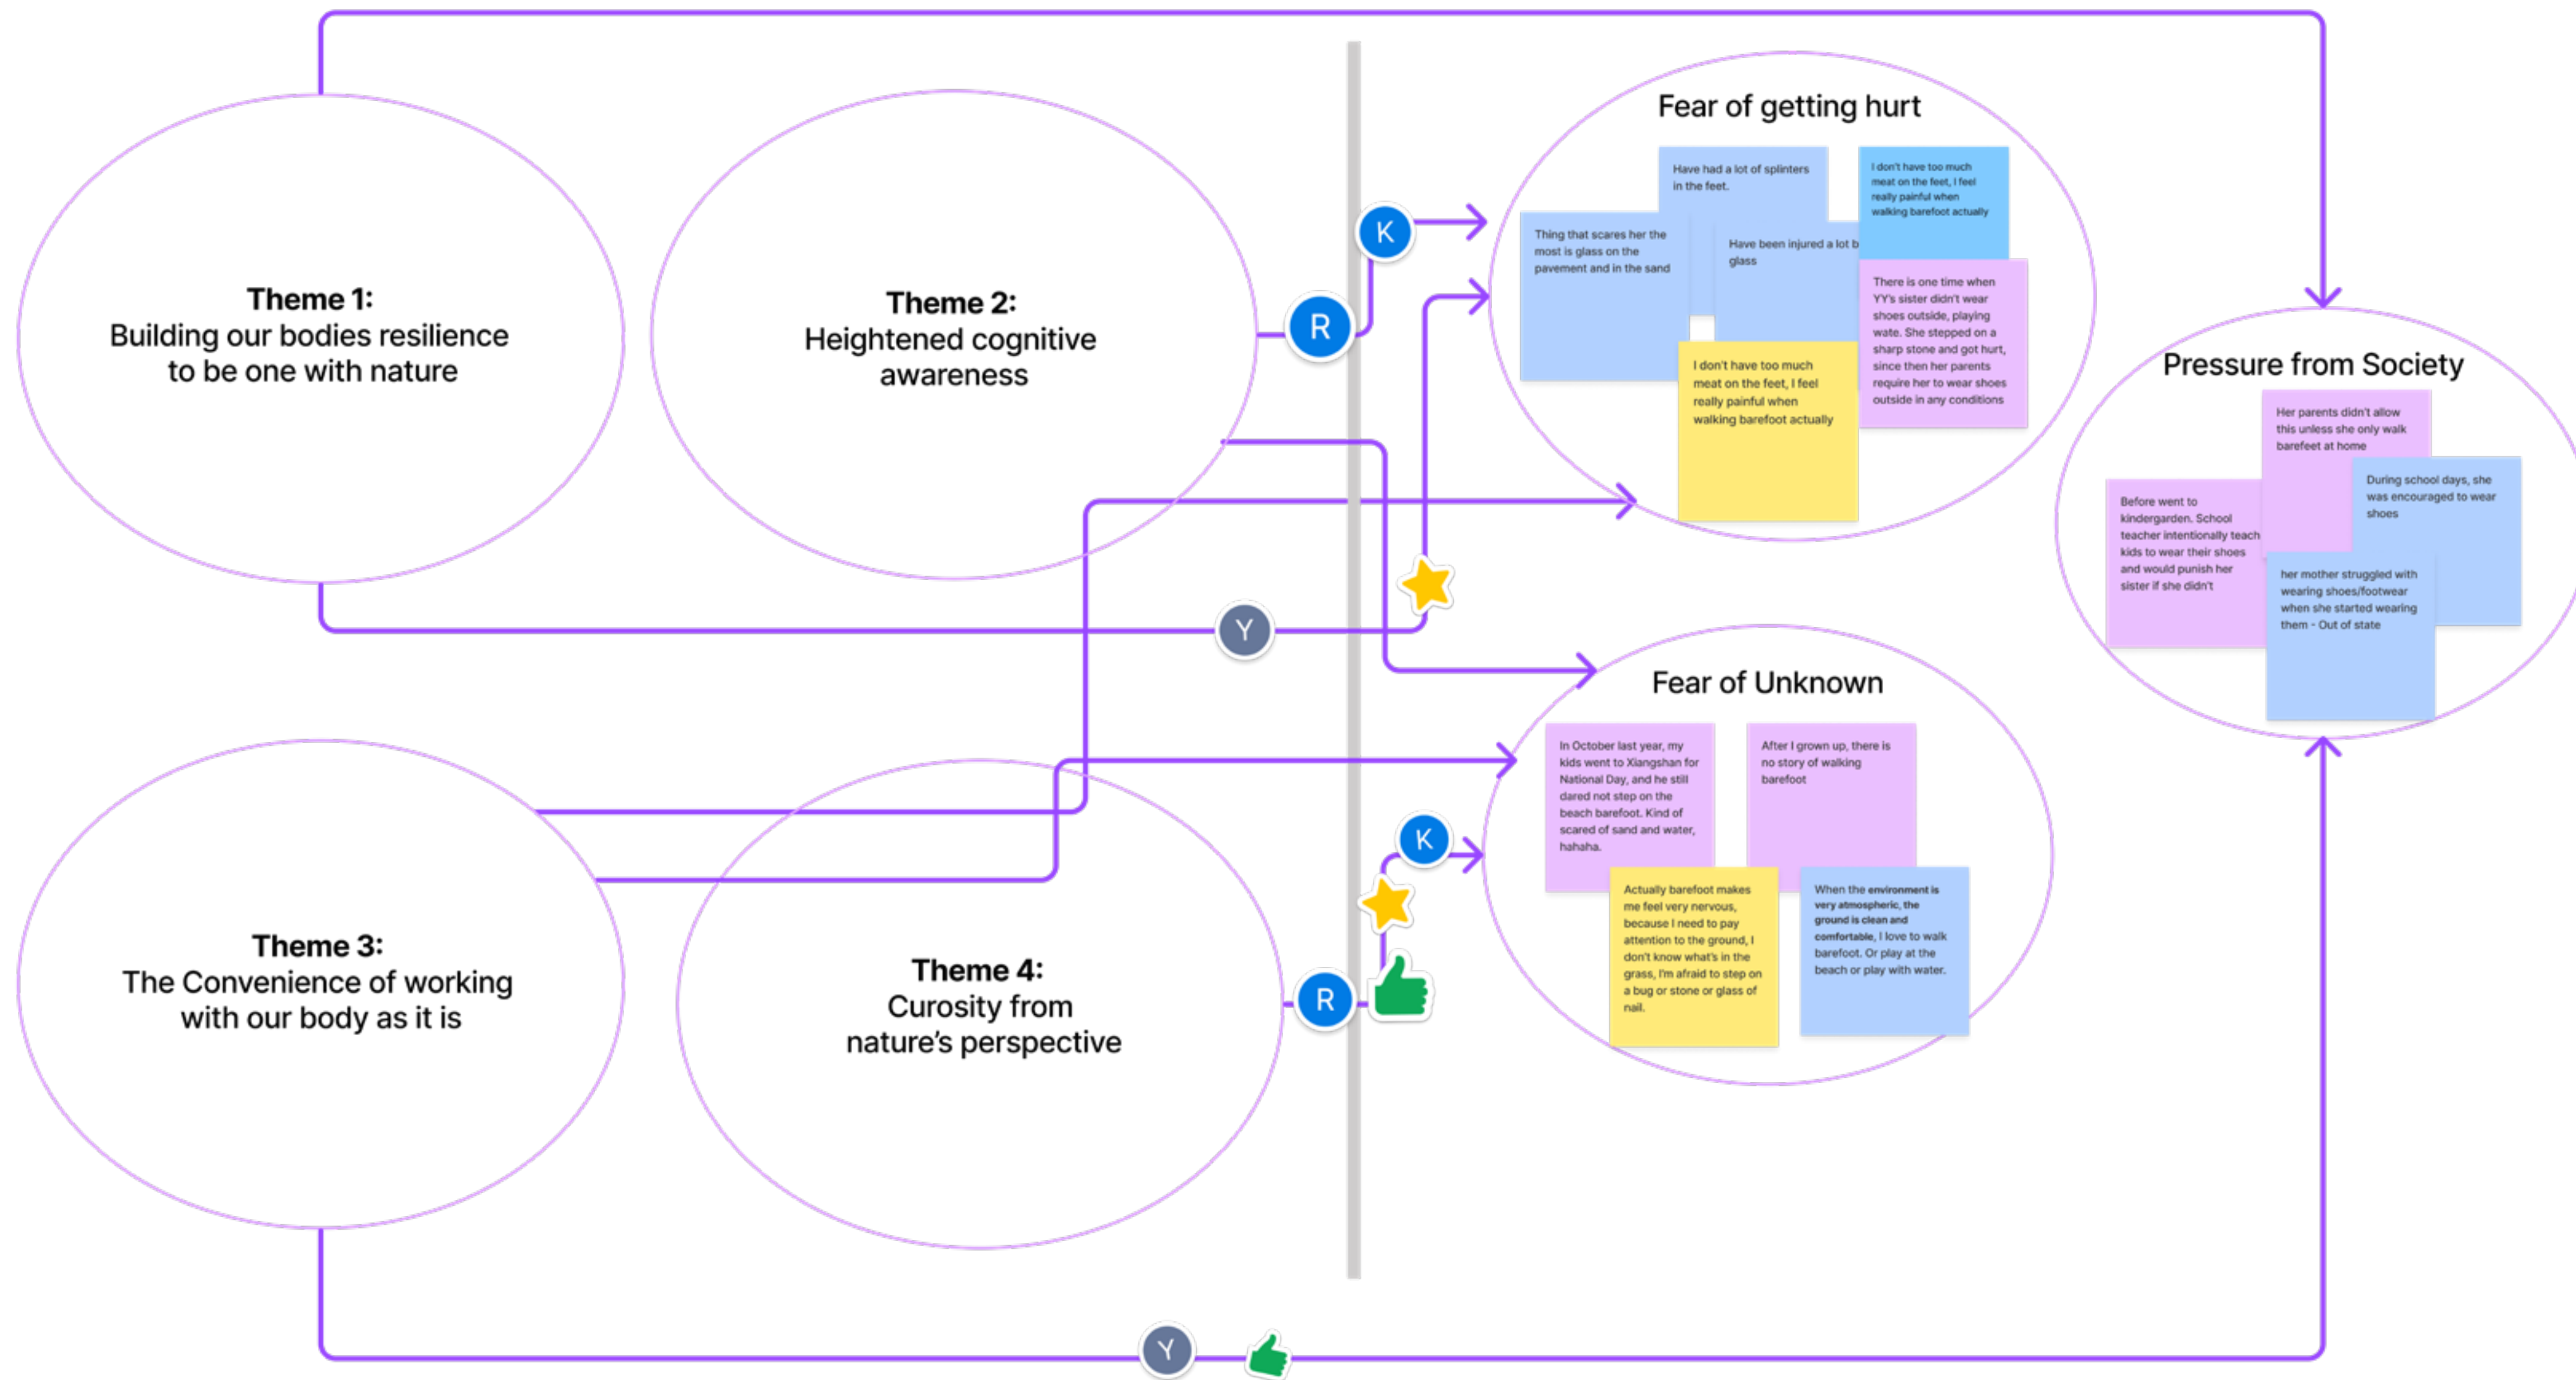 Theme 1:
Building our bodies resilience
to be one with nature
Theme 2:
Heightened cognitive
awareness
R
K
Y
Theme 3:
The Convenience of working
with our body as it is
Theme 4:
Curosity from
nature's perspective
R
K
Y
Fear of getting hurt
Have had a lot of splinters
in the feet.
I don't have too much
meat on the feet, I feel
really painful when
walking barefoot actually
Thing that scares her the
most is glass on the
pavement and in the sand
Have been injured a lot b
glass
There is one time when
YY's sister didn't wear
shoes outside, playing
wate. She stepped on a
sharp stone and got hurt,
since then her parents
require her to wear shoes
outside in any conditions
I don't have too much
meat on the feet, I feel
really painful when
walking barefoot actually
Fear of Unknown
In October last year, my
kids went to Xiangshan for
National Day, and he still
dared not step on the
beach barefoot. Kind of
scared of sand and water,
hahaha.
After I grown up, there is
no story of walking
barefoot
Actually barefoot makes
me feel very nervous,
because I need to pay
attention to the ground, I
don't know what's in the
grass, I'm afraid to step on
a bug or stone or glass of
nail.
When the environment is
very atmospheric, the
ground is clean and
comfortable, I love to walk
barefoot. Or play at the
beach or play with water.
Pressure from Society
Her parents didn't allow
this unless she only walk
barefeet at home
During school days, she
was encouraged to wear
shoes
Before went to
kindergarden. School
teacher intentionally teach
kids to wear their shoes
and would punish her
sister if she didn't
her mother struggled with
wearing shoes/footwear
when she started wearing
them - Out of state